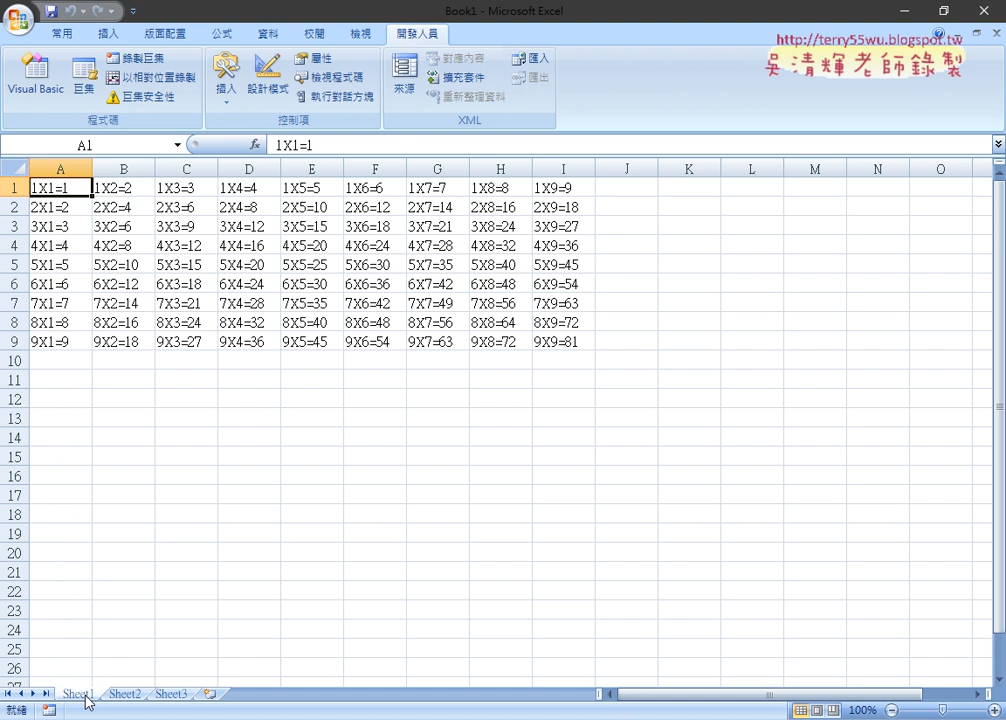 Book1 - Microsoft Excel
常用 插入 版面配置 公式 資料 校閱 檢視 開發人員
http://terry55wu.blogspot.tw
吳清輝老師錄製
Visual Basic 巨集 錄製巨集 以相對位置錄製 巨集安全性
程式碼
插入 設計模式 屬性 檢視程式碼 執行對話方塊
控制項
來源 對應內容 擴充套件 重新整理資料 匯入 匯出
XML
A1 fx 1X1=1
A B C D E F G H I J K L M N O
1 1X1=1 1X2=2 1X3=3 1X4=4 1X5=5 1X6=6 1X7=7 1X8=8 1X9=9
2 2X1=2 2X2=4 2X3=6 2X4=8 2X5=10 2X6=12 2X7=14 2X8=16 2X9=18
3 3X1=3 3X2=6 3X3=9 3X4=12 3X5=15 3X6=18 3X7=21 3X8=24 3X9=27
4 4X1=4 4X2=8 4X3=12 4X4=16 4X5=20 4X6=24 4X7=28 4X8=32 4X9=36
5 5X1=5 5X2=10 5X3=15 5X4=20 5X5=25 5X6=30 5X7=35 5X8=40 5X9=45
6 6X1=6 6X2=12 6X3=18 6X4=24 6X5=30 6X6=36 6X7=42 6X8=48 6X9=54
7 7X1=7 7X2=14 7X3=21 7X4=28 7X5=35 7X6=42 7X7=49 7X8=56 7X9=63
8 8X1=8 8X2=16 8X3=24 8X4=32 8X5=40 8X6=48 8X7=56 8X8=64 8X9=72
9 9X1=9 9X2=18 9X3=27 9X4=36 9X5=45 9X6=54 9X7=63 9X8=72 9X9=81
10
11
12
13
14
15
16
17
18
19
20
21
22
23
24
25
26
27
Sheet1 Sheet2 Sheet3
就緒 100%